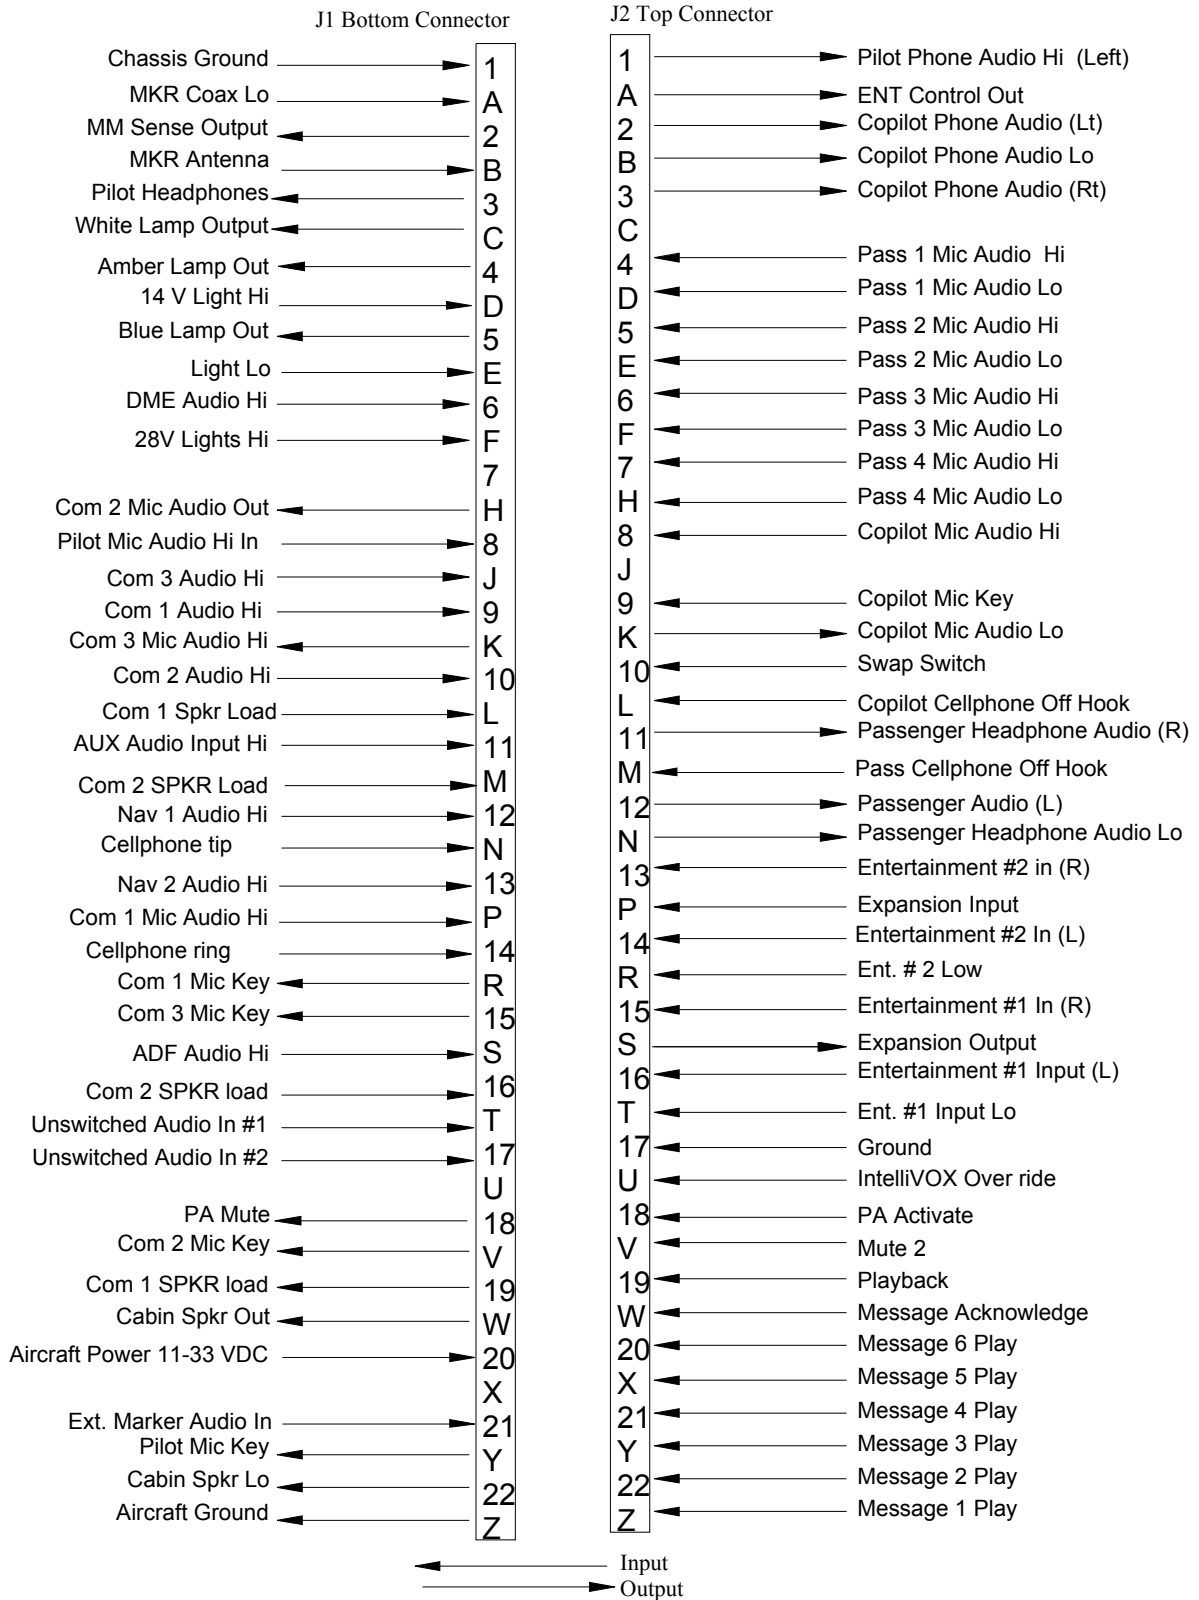 J1 Bottom Connector
Chassis Ground 1
MKR Coax Lo A
MM Sense Output 2
MKR Antenna B
Pilot Headphones 3
White Lamp Output C
Amber Lamp Out 4
14 V Light Hi D
Blue Lamp Out 5
Light Lo E
DME Audio Hi 6
28V Lights Hi F
7
Com 2 Mic Audio Out H
Pilot Mic Audio Hi In 8
Com 3 Audio Hi J
Com 1 Audio Hi 9
Com 3 Mic Audio Hi K
Com 2 Audio Hi 10
Com 1 Spkr Load L
AUX Audio Input Hi 11
Com 2 SPKR Load M
Nav 1 Audio Hi 12
Cellphone tip N
Nav 2 Audio Hi 13
Com 1 Mic Audio Hi P
Cellphone ring 14
Com 1 Mic Key R
Com 3 Mic Key 15
ADF Audio Hi S
Com 2 SPKR load 16
Unswitched Audio In #1 T
Unswitched Audio In #2 17
U
PA Mute 18
Com 2 Mic Key V
Com 1 SPKR load 19
Cabin Spkr Out W
Aircraft Power 11-33 VDC 20
X
Ext. Marker Audio In 21
Pilot Mic Key Y
Cabin Spkr Lo 22
Aircraft Ground Z
J2 Top Connector
1 Pilot Phone Audio Hi (Left)
A ENT Control Out
2 Copilot Phone Audio (Lt)
B Copilot Phone Audio Lo
3 Copilot Phone Audio (Rt)
C
4 Pass 1 Mic Audio Hi
D Pass 1 Mic Audio Lo
5 Pass 2 Mic Audio Hi
E Pass 2 Mic Audio Lo
6 Pass 3 Mic Audio Hi
F Pass 3 Mic Audio Lo
7 Pass 4 Mic Audio Hi
H Pass 4 Mic Audio Lo
8 Copilot Mic Audio Hi
J
9 Copilot Mic Key
K Copilot Mic Audio Lo
10 Swap Switch
L Copilot Cellphone Off Hook
11 Passenger Headphone Audio (R)
M Pass Cellphone Off Hook
12 Passenger Audio (L)
N Passenger Headphone Audio Lo
13 Entertainment #2 in (R)
P Expansion Input
14 Entertainment #2 In (L)
R Ent. # 2 Low
15 Entertainment #1 In (R)
S Expansion Output
16 Entertainment #1 Input (L)
T Ent. #1 Input Lo
17 Ground
U IntelliVOX Over ride
18 PA Activate
V Mute 2
19 Playback
W Message Acknowledge
20 Message 6 Play
X Message 5 Play
21 Message 4 Play
Y Message 3 Play
22 Message 2 Play
Z Message 1 Play
Input
Output